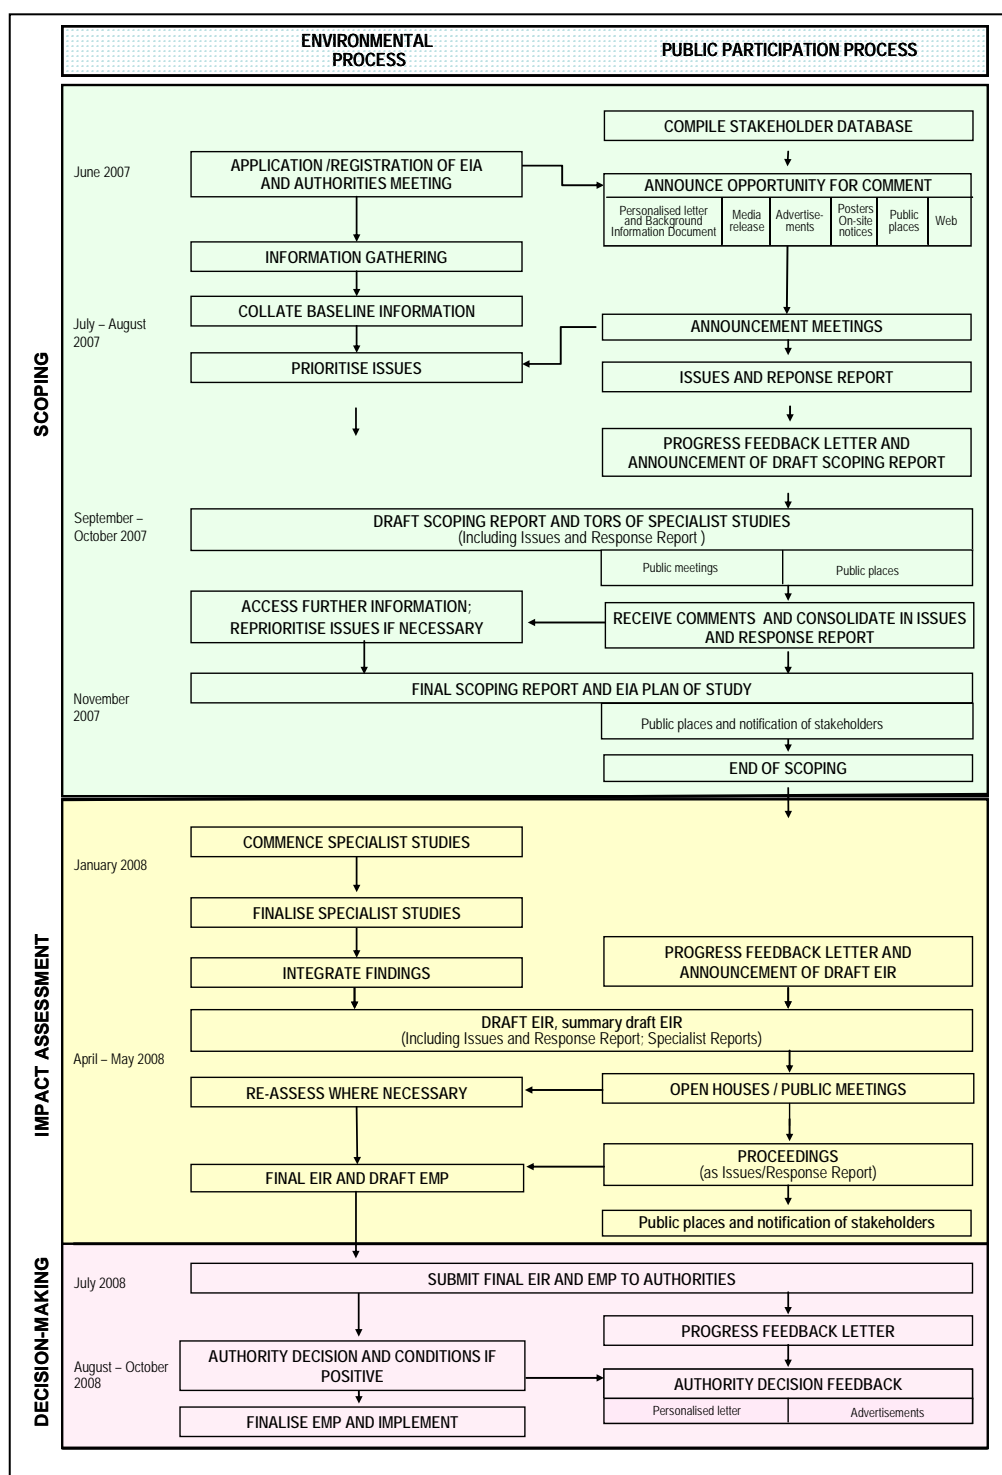 ENVIRONMENTAL
PROCESS
PUBLIC PARTICIPATION PROCESS
SCOPING
COMPILE STAKEHOLDER DATABASE
June 2007
APPLICATION /REGISTRATION OF EIA
AND AUTHORITIES MEETING
ANNOUNCE OPPORTUNITY FOR COMMENT
Personalised letter
and Background
Information Document
Media
release
Advertise-
ments
Posters
On-site
notices
Public
places
Web
INFORMATION GATHERING
July – August
2007
COLLATE BASELINE INFORMATION
ANNOUNCEMENT MEETINGS
PRIORITISE ISSUES
ISSUES AND REPONSE REPORT
PROGRESS FEEDBACK LETTER AND
ANNOUNCEMENT OF DRAFT SCOPING REPORT
September –
October 2007
DRAFT SCOPING REPORT AND TORS OF SPECIALIST STUDIES
(Including Issues and Response Report )
Public meetings
Public places
ACCESS FURTHER INFORMATION;
REPRIORITISE ISSUES IF NECESSARY
RECEIVE COMMENTS AND CONSOLIDATE IN ISSUES
AND RESPONSE REPORT
November
2007
FINAL SCOPING REPORT AND EIA PLAN OF STUDY
Public places and notification of stakeholders
END OF SCOPING
IMPACT ASSESSMENT
January 2008
COMMENCE SPECIALIST STUDIES
FINALISE SPECIALIST STUDIES
INTEGRATE FINDINGS
PROGRESS FEEDBACK LETTER AND
ANNOUNCEMENT OF DRAFT EIR
April – May 2008
DRAFT EIR, summary draft EIR
(Including Issues and Response Report; Specialist Reports)
RE-ASSESS WHERE NECESSARY
OPEN HOUSES / PUBLIC MEETINGS
FINAL EIR AND DRAFT EMP
PROCEEDINGS
(as Issues/Response Report)
Public places and notification of stakeholders
DECISION-MAKING
July 2008
SUBMIT FINAL EIR AND EMP TO AUTHORITIES
PROGRESS FEEDBACK LETTER
August – October
2008
AUTHORITY DECISION AND CONDITIONS IF
POSITIVE
AUTHORITY DECISION FEEDBACK
Personalised letter
Advertisements
FINALISE EMP AND IMPLEMENT